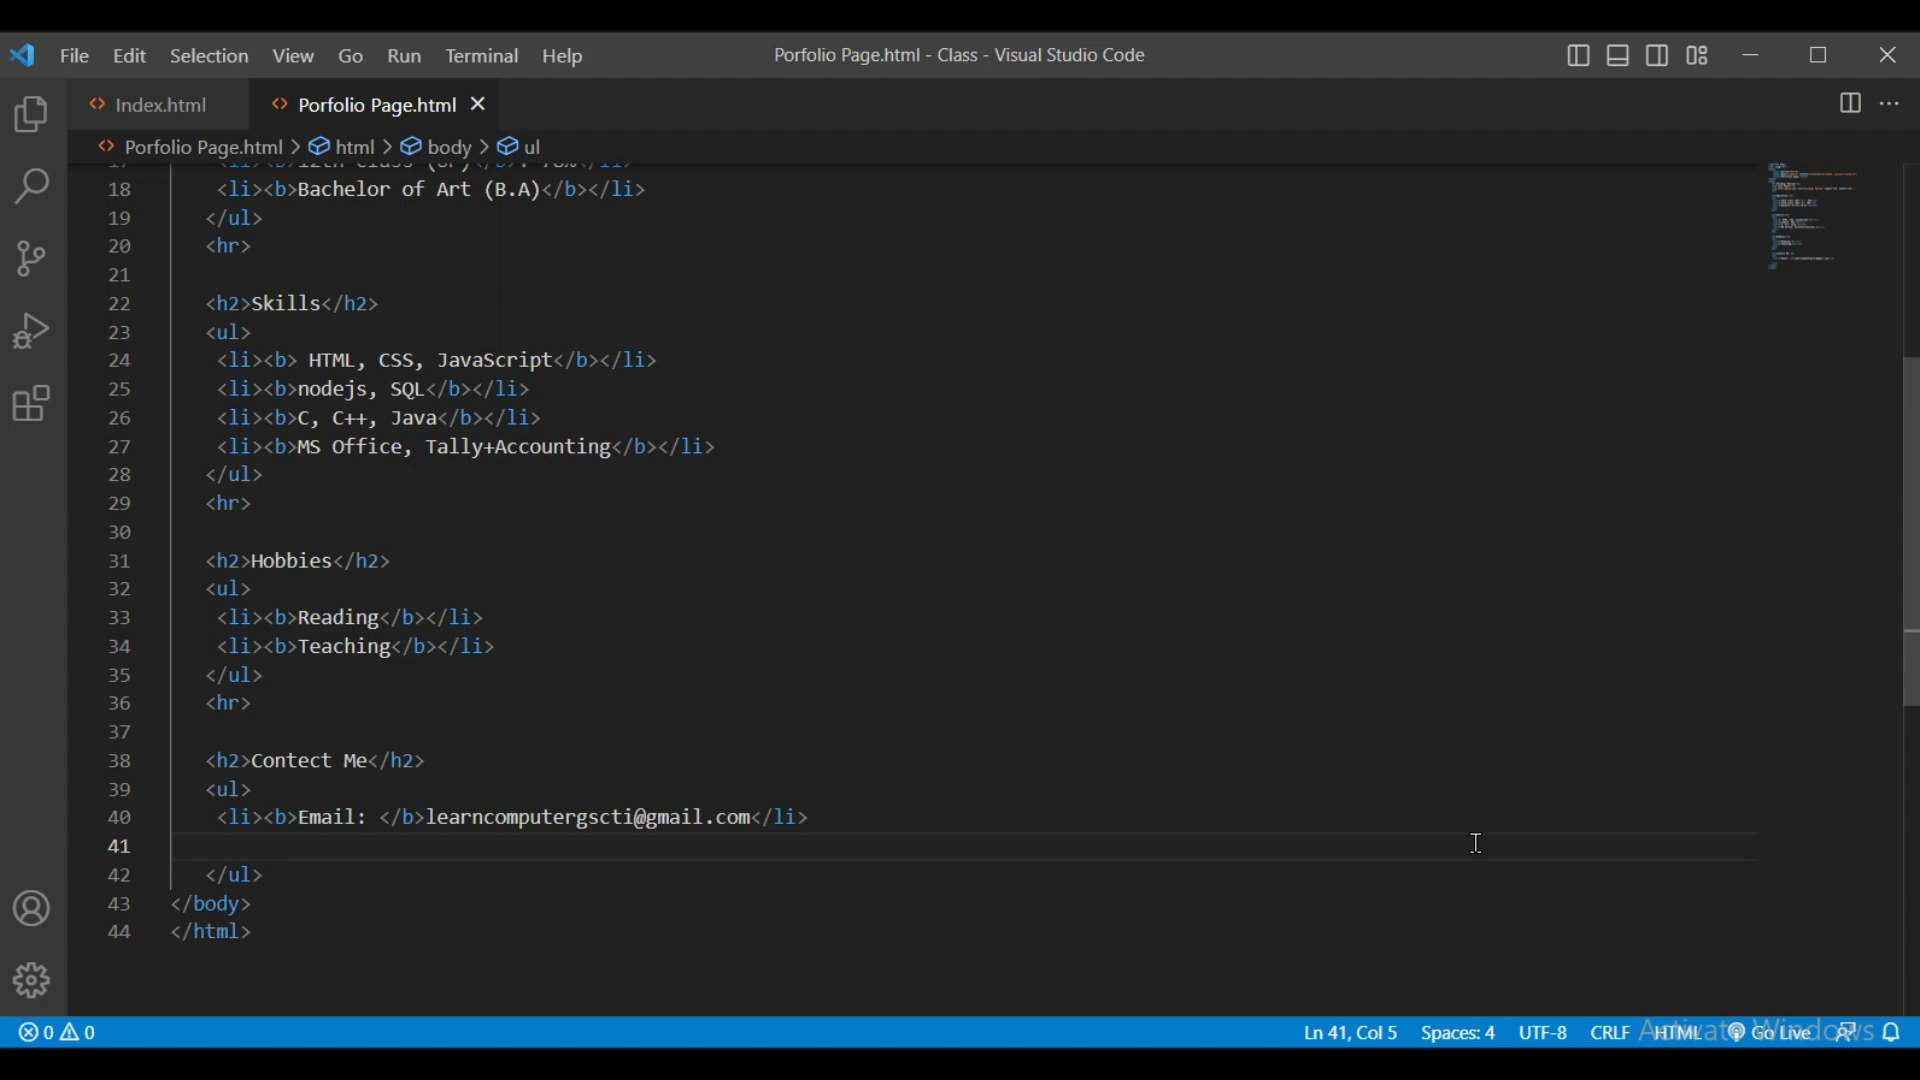 File Edit Selection View Go Run Terminal Help Porfolio Page.html - Class - Visual Studio Code
<> Index.html <> Porfolio Page.html
<> Porfolio Page.html > html > body > ul
18 <li><b>Bachelor of Art (B.A)</b></li>
19 </ul>
20 <hr>
21
22 <h2>Skills</h2>
23 <ul>
24 <li><b> HTML, CSS, JavaScript</b></li>
25 <li><b>nodejs, SQL</b></li>
26 <li><b>C, C++, Java</b></li>
27 <li><b>MS Office, Tally+Accounting</b></li>
28 </ul>
29 <hr>
30
31 <h2>Hobbies</h2>
32 <ul>
33 <li><b>Reading</b></li>
34 <li><b>Teaching</b></li>
35 </ul>
36 <hr>
37
38 <h2>Contect Me</h2>
39 <ul>
40 <li><b>Email: </b>learncomputergscti@gmail.com</li>
41
42 </ul>
43 </body>
44 </html>
0 0 Ln 41, Col 5 Spaces: 4 UTF-8 CRLF HTML Go Live
Activate Windows